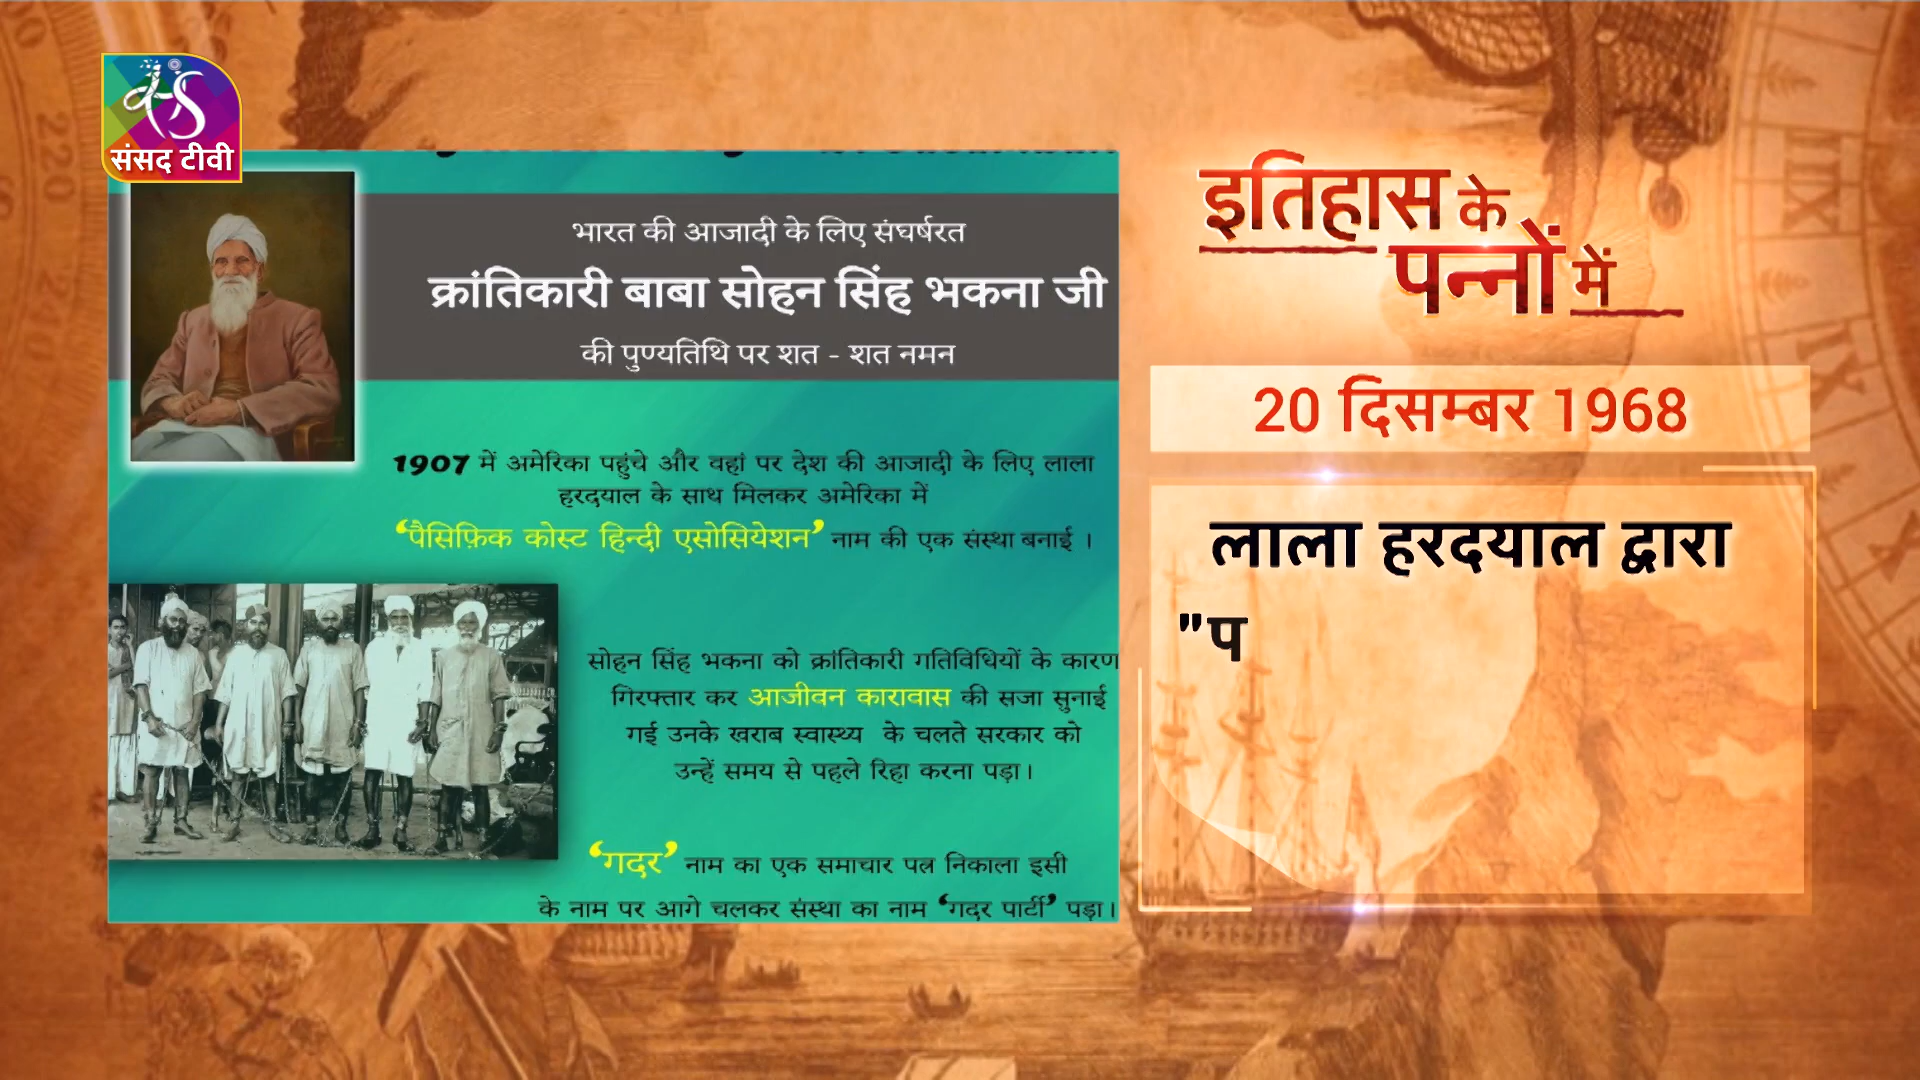 संसद टीवी
भारत की आजादी के लिए संघर्षरत
क्रांतिकारी बाबा सोहन सिंह भकना जी
की पुण्यतिथि पर शत - शत नमन
1907 में अमेरिका पहुंचे और वहां पर देश की आजादी के लिए लाला
हरदयाल के साथ मिलकर अमेरिका में
‘पैसिफ़िक कोस्ट हिन्दी एसोसियेशन’ नाम की एक संस्था बनाई ।
सोहन सिंह भकना को क्रांतिकारी गतिविधियों के कारण
गिरफ्तार कर आजीवन कारावास की सजा सुनाई
गई उनके खराब स्वास्थ्य के चलते सरकार को
उन्हें समय से पहले रिहा करना पड़ा।
‘गदर’ नाम का एक समाचार पत्र निकाला इसी
के नाम पर आगे चलकर संस्था का नाम ‘गदर पार्टी’ पड़ा।
इतिहास के
पन्नों में
20 दिसम्बर 1968
लाला हरदयाल द्वारा
"प